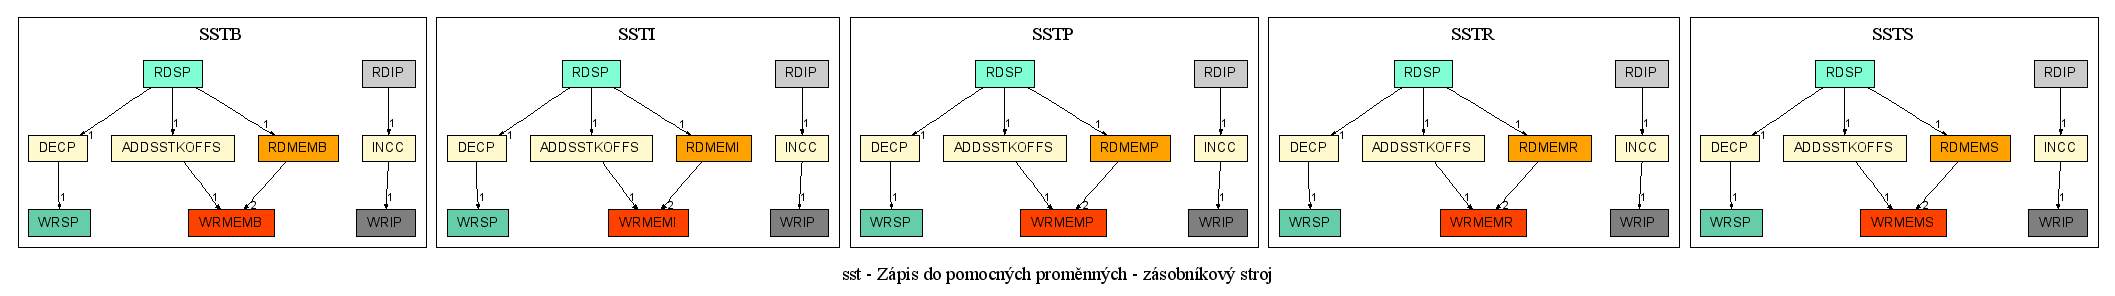 SSTB
RDSP RDIP
1 1 1 1
DECP ADDSSTKOFFS RDMEMB INCC
1 1 2 1
WRSP WRMEMB WRIP
SSTI
RDSP RDIP
1 1 1 1
DECP ADDSSTKOFFS RDMEMI INCC
1 1 2 1
WRSP WRMEMI WRIP
SSTP
RDSP RDIP
1 1 1 1
DECP ADDSSTKOFFS RDMEMP INCC
1 1 2 1
WRSP WRMEMP WRIP
SSTR
RDSP RDIP
1 1 1 1
DECP ADDSSTKOFFS RDMEMR INCC
1 1 2 1
WRSP WRMEMR WRIP
SSTS
RDSP RDIP
1 1 1 1
DECP ADDSSTKOFFS RDMEMS INCC
1 1 2 1
WRSP WRMEMS WRIP
sst - Zápis do pomocných proměnných - zásobníkový stroj